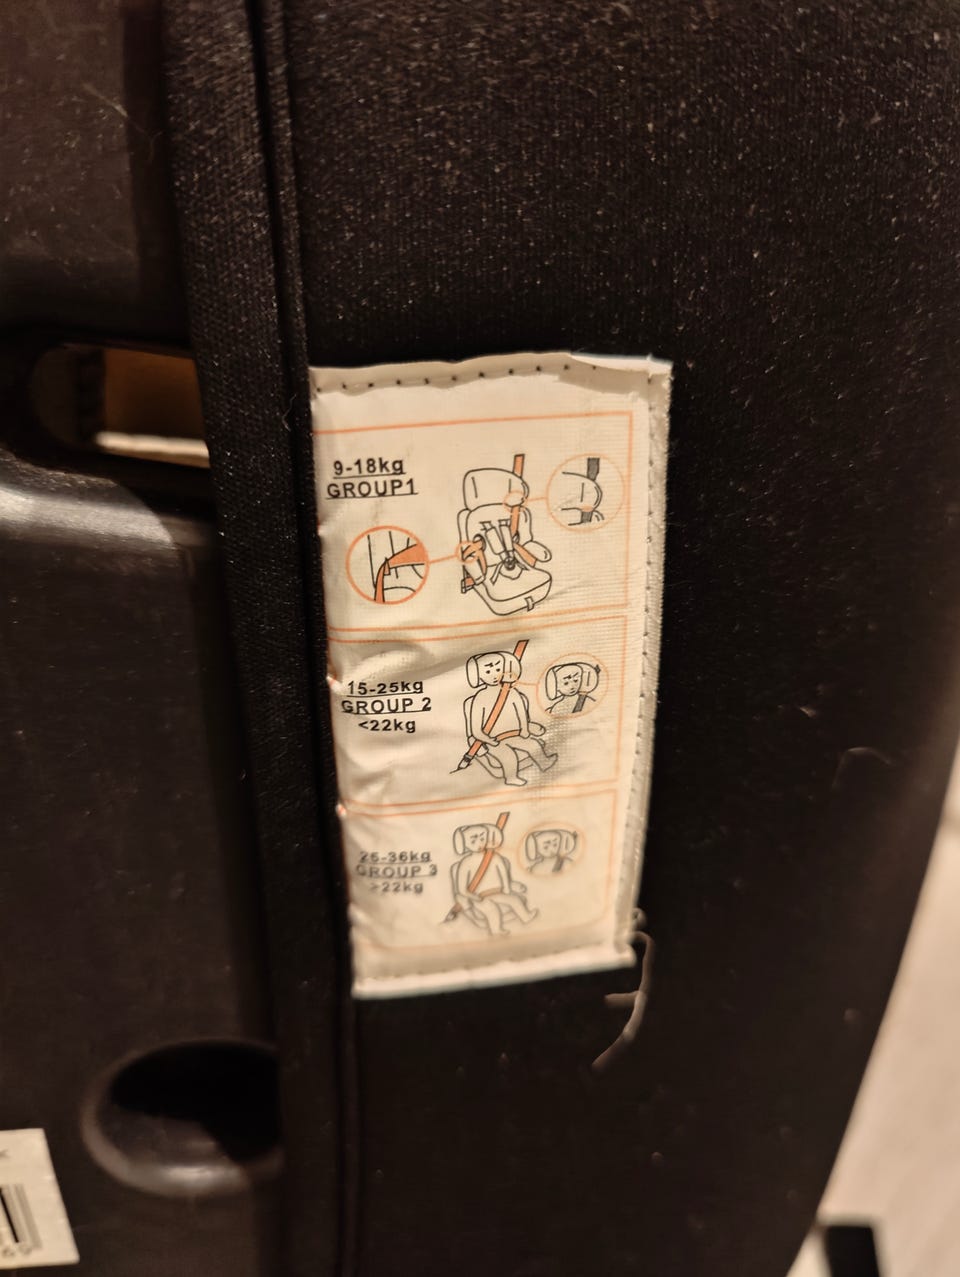 9-18kg
GROUP1
15-25kg
GROUP 2
<22kg
25-36kg
GROUP 3
>22kg